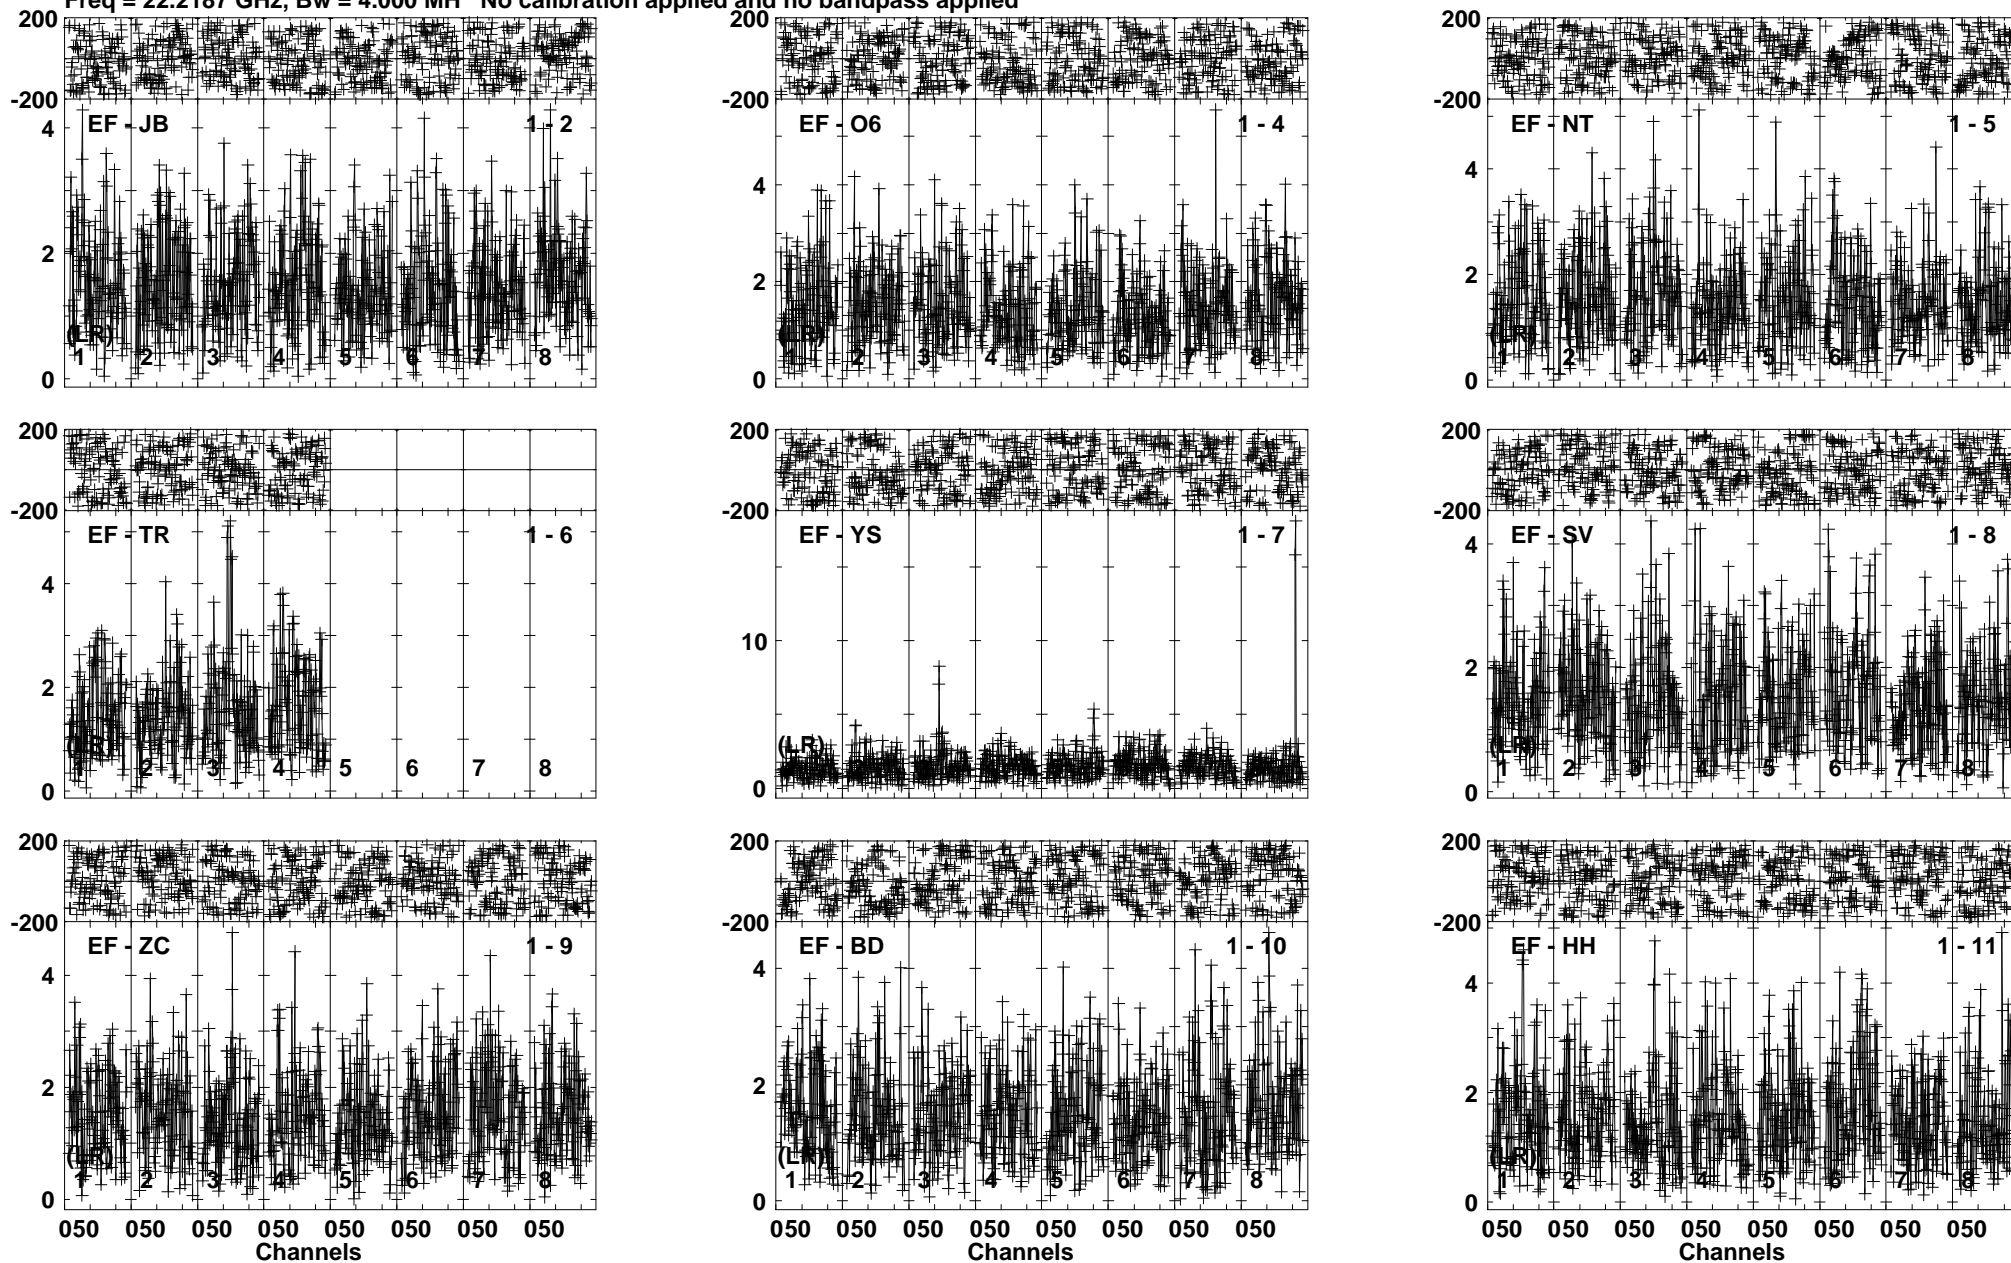 Freq = 22.2187 GHz, Bw = 4.000 MH No calibration applied and no bandpass applied
200 200 200
-200 -200 -200
EF - JB 1 - 2 EF - O6 1 - 4 EF - NT 1 - 5
4 4 4
2 2 2
(LR) (LR) (LR)
1 2 3 4 5 6 7 8 1 2 3 4 5 6 7 8 1 2 3 4 5 6 7 8
0 0 0
200 200 200
-200 -200 -200
EF - TR 1 - 6 EF - YS 1 - 7 EF - SV 1 - 8
4 10 4
2 2
(LR) (LR) (LR)
1 2 3 4 5 6 7 8 1 2 3 4 5 6 7 8
0 0 0
200 200 200
-200 -200 -200
EF - ZC 1 - 9 EF - BD 1 - 10 EF - HH 1 - 11
4 4 4
2 2 2
(LR) (LR) (LR)
1 2 3 4 5 6 7 8 1 2 3 4 5 6 7 8 1 2 3 4 5 6 7 8
0 0 0
050 050 050 050 050 050 050 050 050 050 050 050 050 050 050 050 050 050 050 050 050 050 050 050
Channels Channels Channels